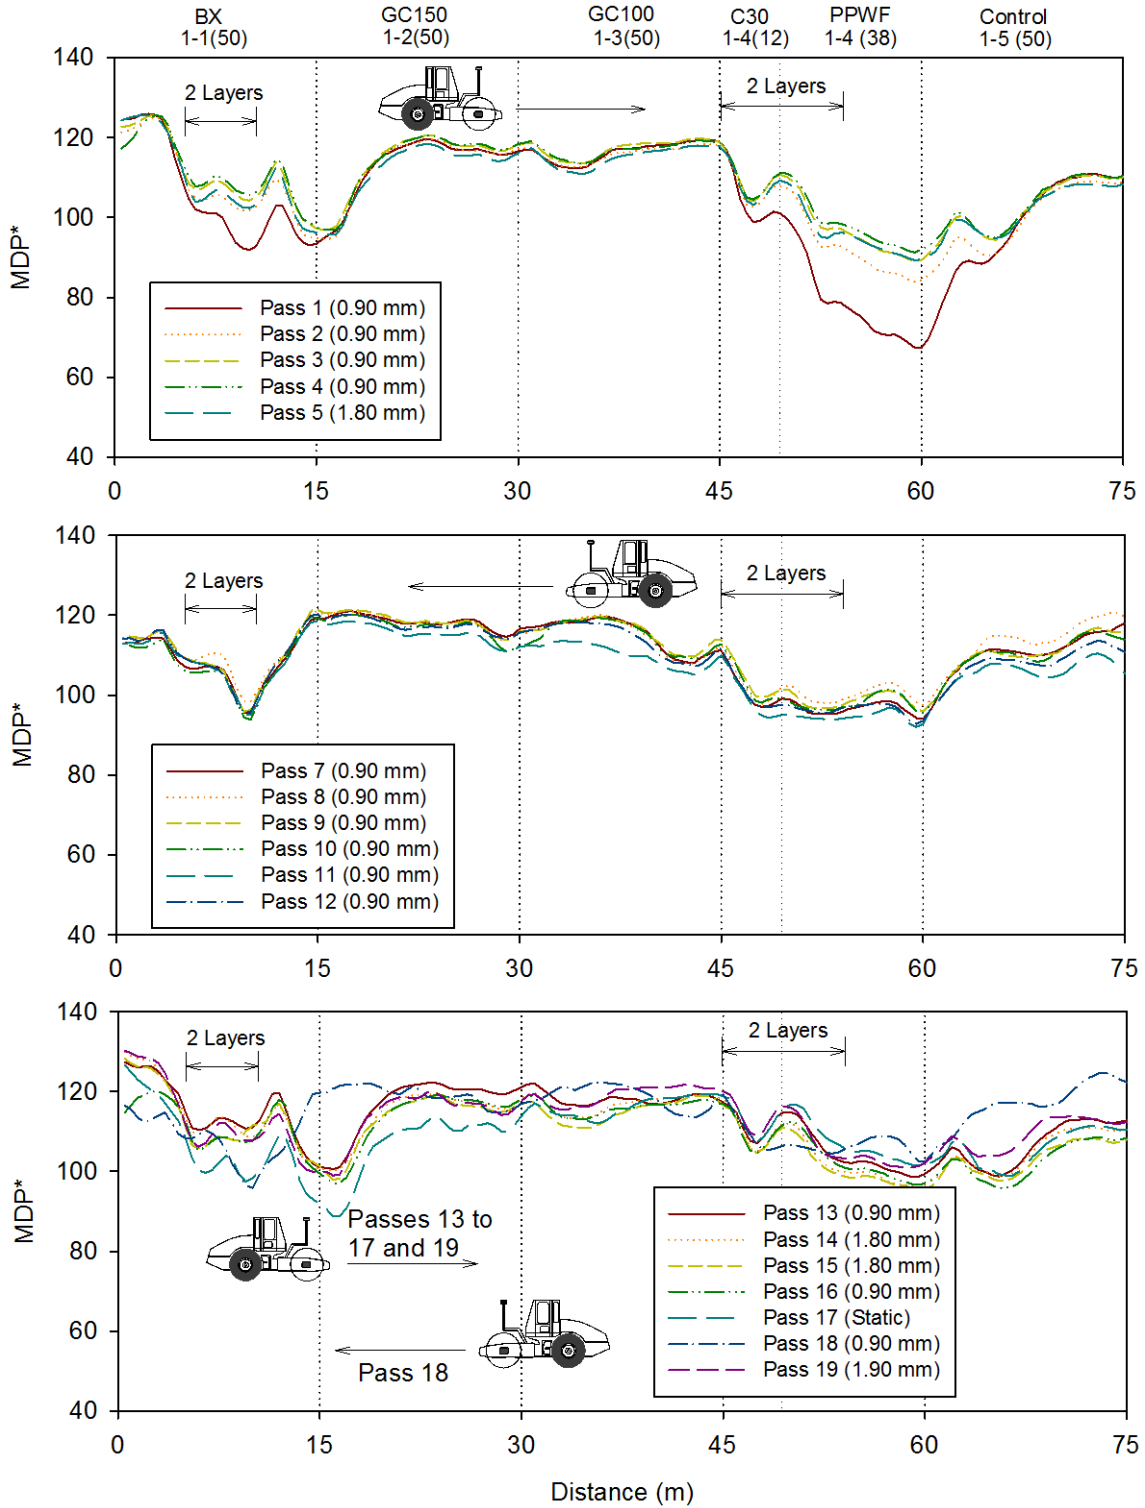 BX
1-1(50)
GC150
1-2(50)
GC100
1-3(50)
C30
1-4(12)
PPWF
1-4 (38)
Control
1-5 (50)
140
120
100
80
60
40
MDP*
2 Layers
2 Layers
Pass 1 (0.90 mm)
Pass 2 (0.90 mm)
Pass 3 (0.90 mm)
Pass 4 (0.90 mm)
Pass 5 (1.80 mm)
0 15 30 45 60 75
140
120
100
80
60
40
MDP*
2 Layers
2 Layers
Pass 7 (0.90 mm)
Pass 8 (0.90 mm)
Pass 9 (0.90 mm)
Pass 10 (0.90 mm)
Pass 11 (0.90 mm)
Pass 12 (0.90 mm)
0 15 30 45 60 75
140
120
100
80
60
40
MDP*
2 Layers
2 Layers
Passes 13 to
17 and 19
Pass 18
Pass 13 (0.90 mm)
Pass 14 (1.80 mm)
Pass 15 (1.80 mm)
Pass 16 (0.90 mm)
Pass 17 (Static)
Pass 18 (0.90 mm)
Pass 19 (1.90 mm)
0 15 30 45 60 75
Distance (m)